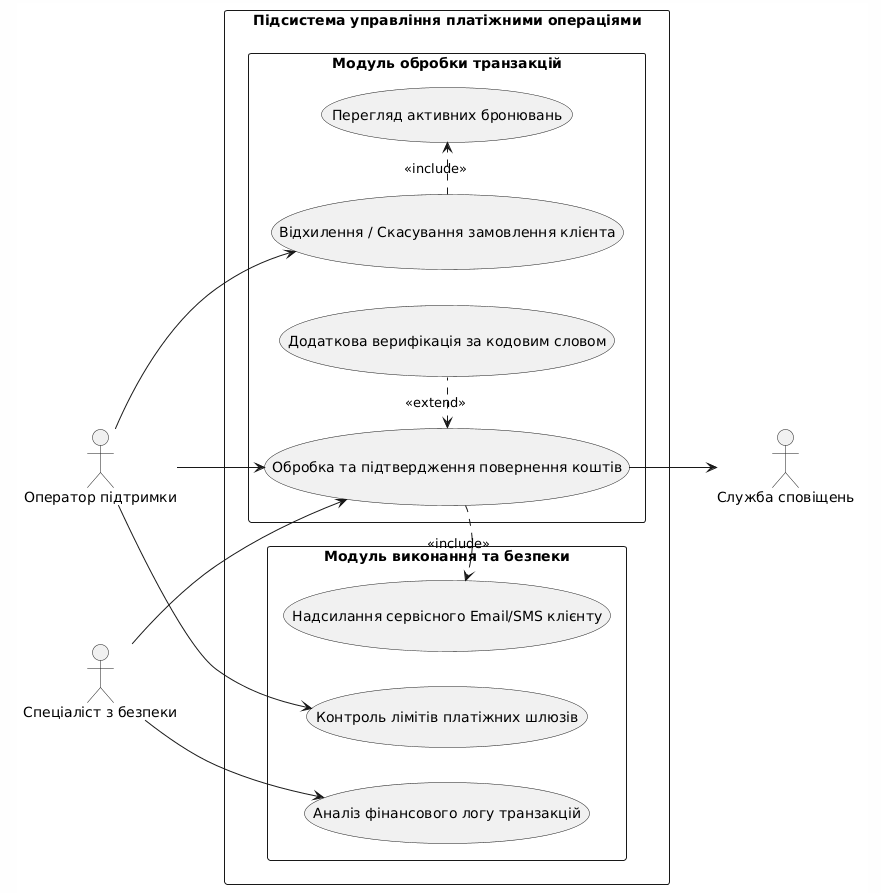 Підсистема управління платіжними операціями
Модуль обробки транзакцій
Перегляд активних бронювань
«include»
Відхилення / Скасування замовлення клієнта
Додаткова верифікація за кодовим словом
«extend»
Обробка та підтвердження повернення коштів
Оператор підтримки
Служба сповіщень
«include»
Модуль виконання та безпеки
Надсилання сервісного Email/SMS клієнту
Спеціаліст з безпеки
Контроль лімітів платіжних шлюзів
Аналіз фінансового логу транзакцій